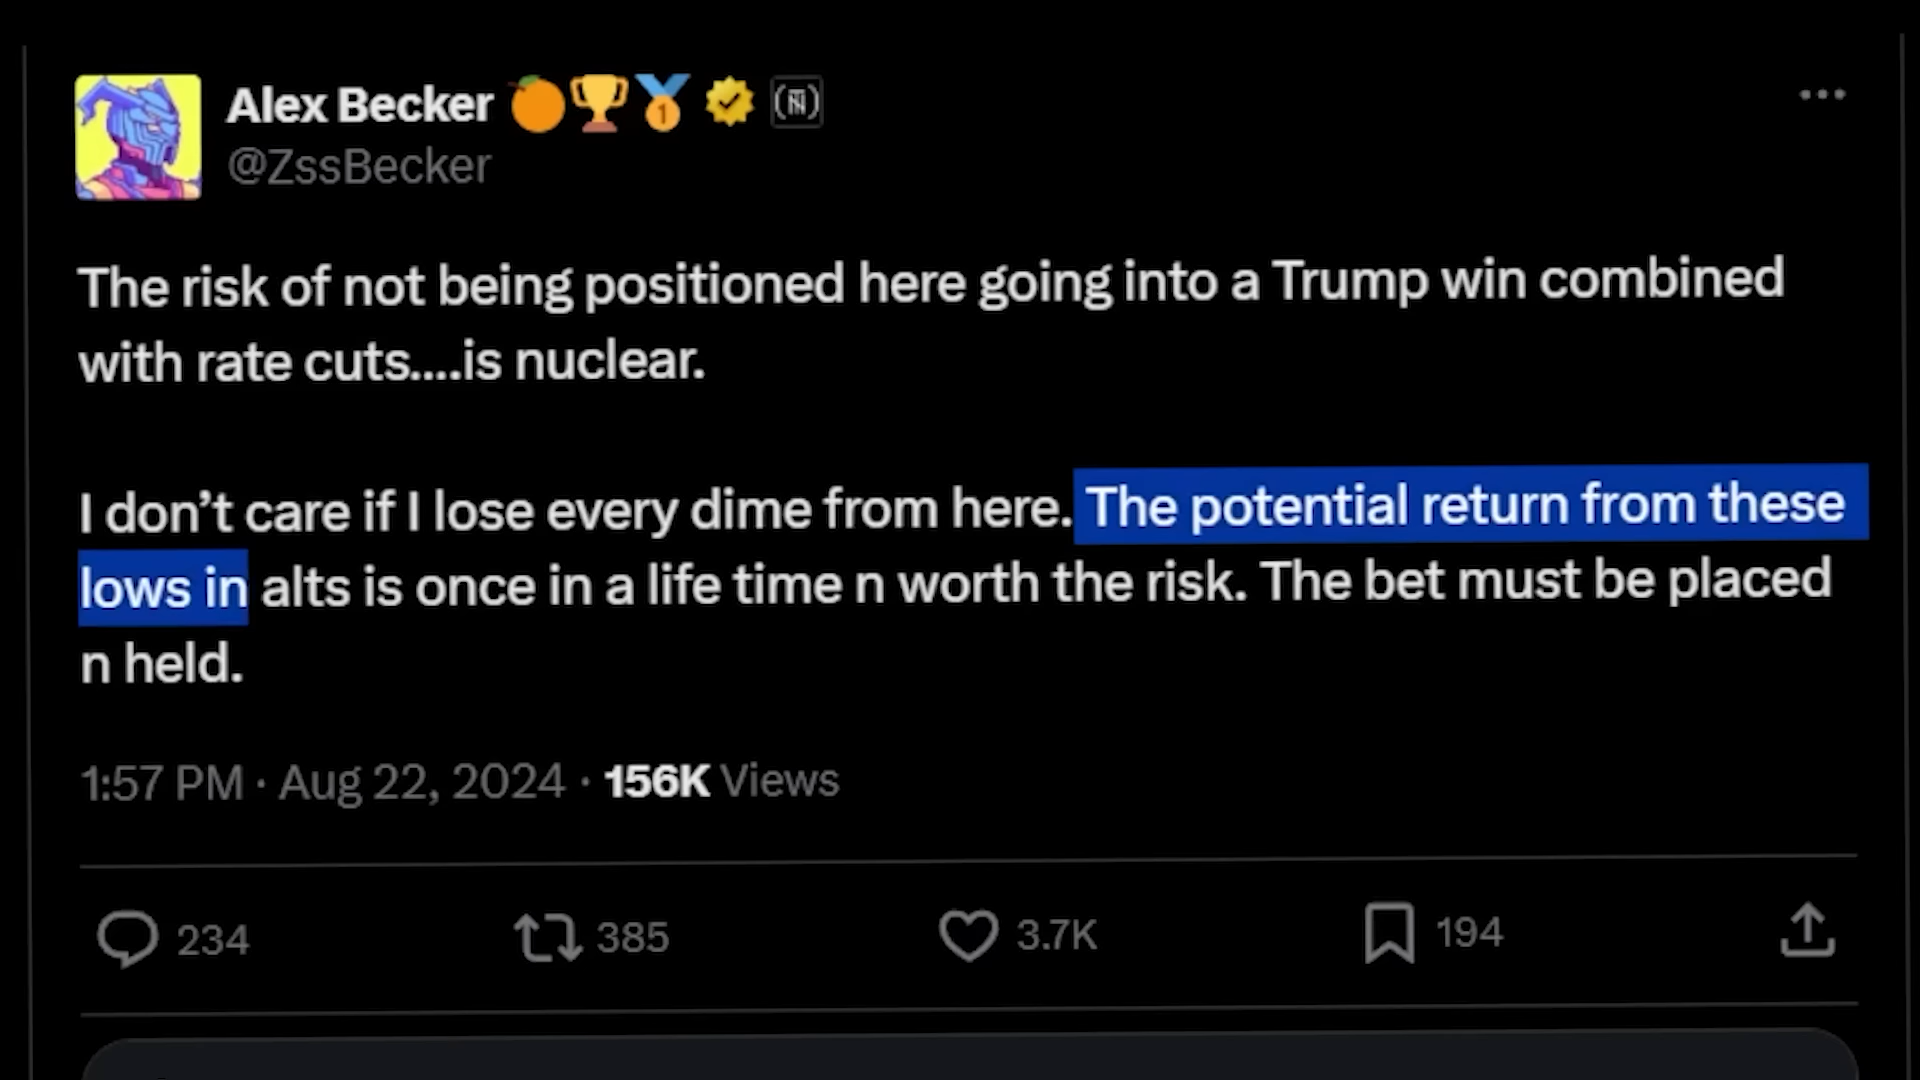 Alex Becker
@ZssBecker
The risk of not being positioned here going into a Trump win combined
with rate cuts....is nuclear.
I don’t care if I lose every dime from here. The potential return from these
lows in alts is once in a life time n worth the risk. The bet must be placed
n held.
1:57 PM · Aug 22, 2024 · 156K Views
234 385 3.7K 194